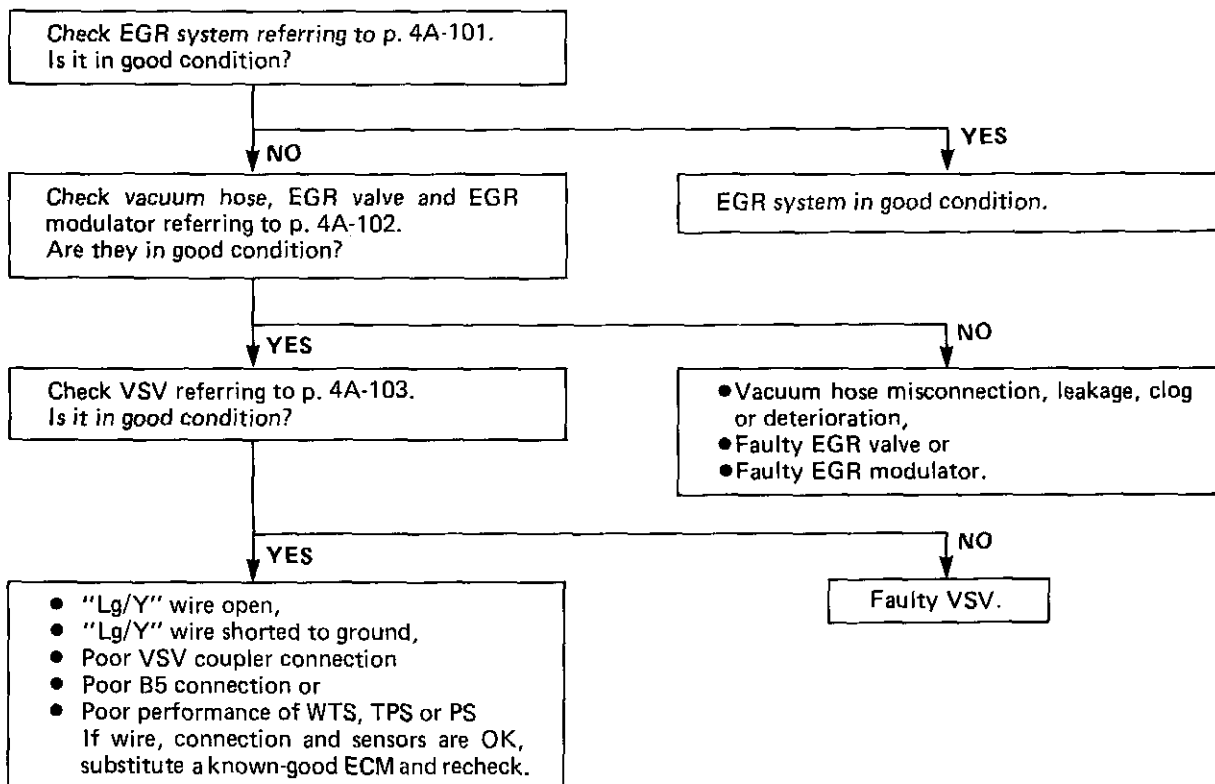 Check EGR system referring to p. 4A-101.
Is it in good condition?
NO
YES
Check vacuum hose, EGR valve and EGR
modulator referring to p. 4A-102.
Are they in good condition?
EGR system in good condition.
YES
NO
Check VSV referring to p. 4A-103.
Is it in good condition?
● Vacuum hose misconnection, leakage, clog
or deterioration,
● Faulty EGR valve or
● Faulty EGR modulator.
YES
NO
● "Lg/Y" wire open,
● "Lg/Y" wire shorted to ground,
● Poor VSV coupler connection
● Poor B5 connection or
● Poor performance of WTS, TPS or PS
If wire, connection and sensors are OK,
substitute a known-good ECM and recheck.
Faulty VSV.